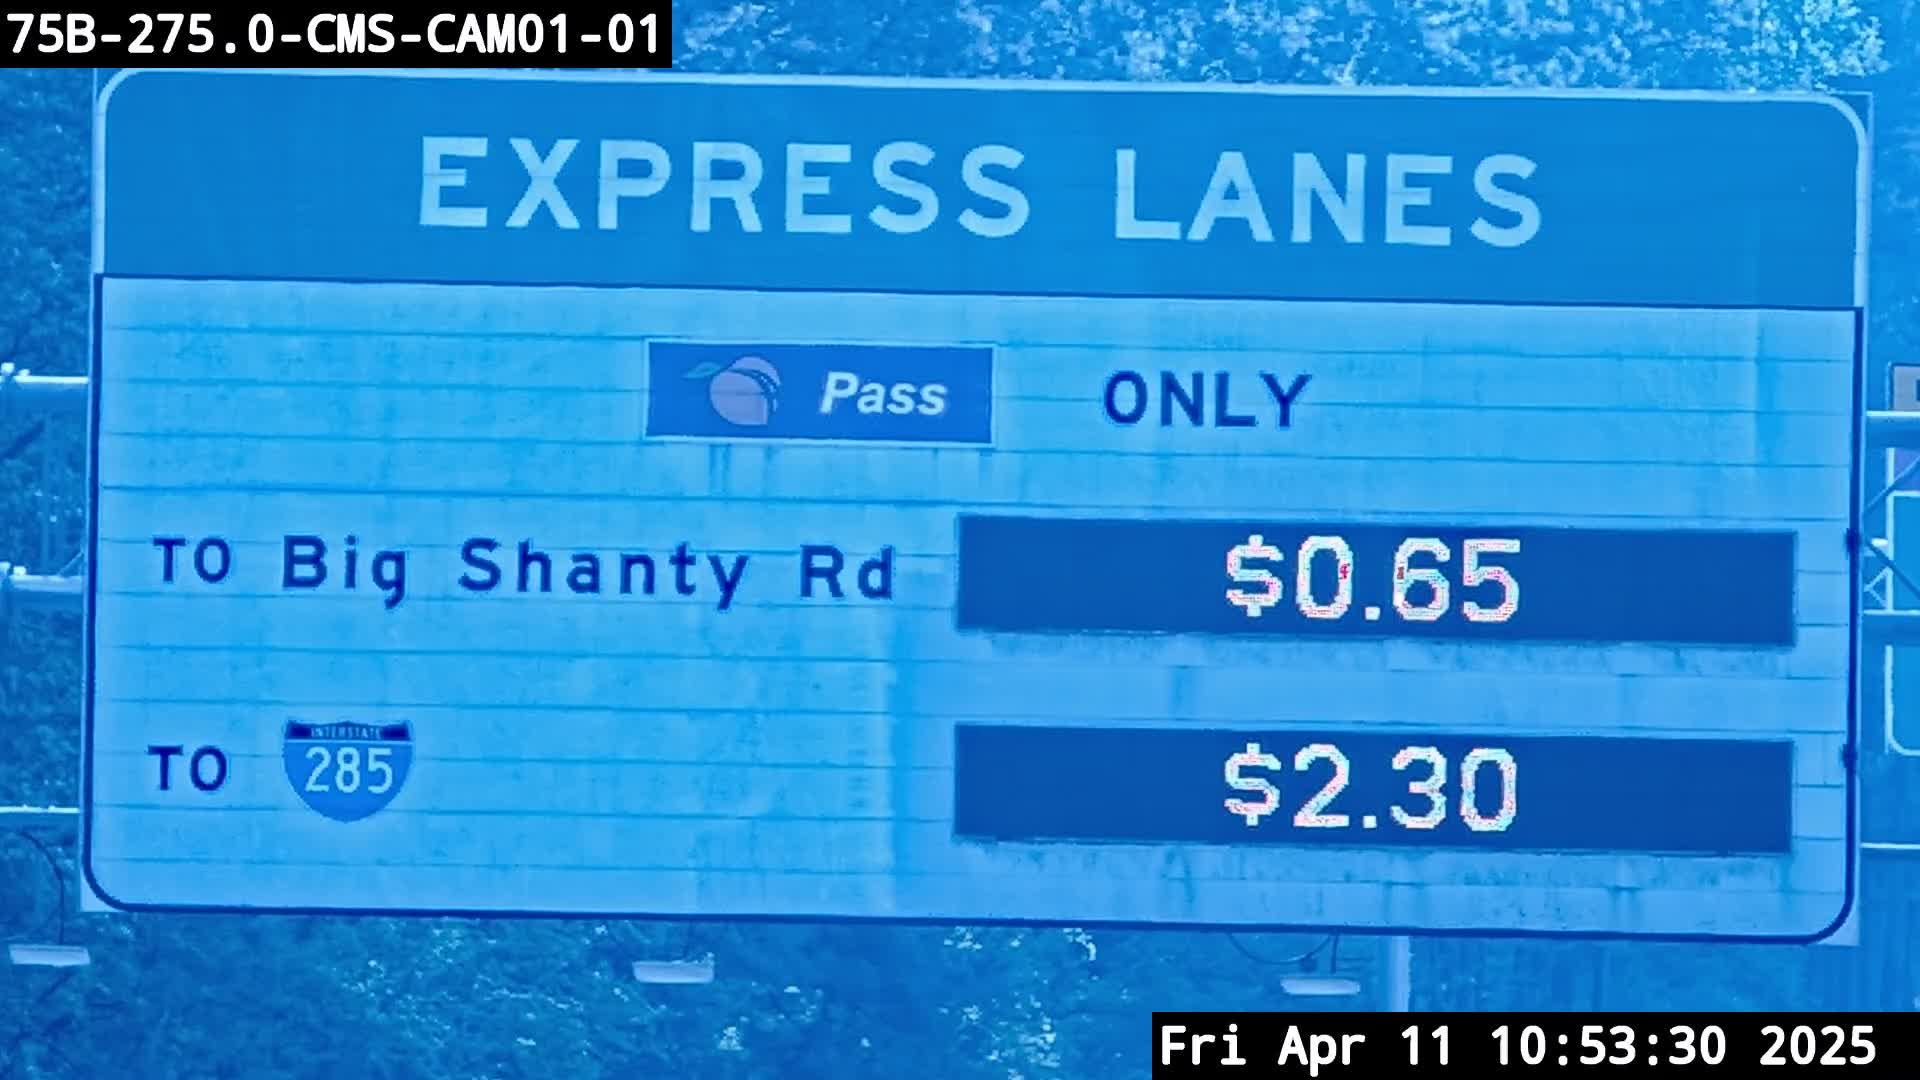 75B-275.0-CMS-CAM01-01
EXPRESS LANES
Pass ONLY
TO Big Shanty Rd $0.65
TO INTERSTATE 285 $2.30
Fri Apr 11 10:53:30 2025